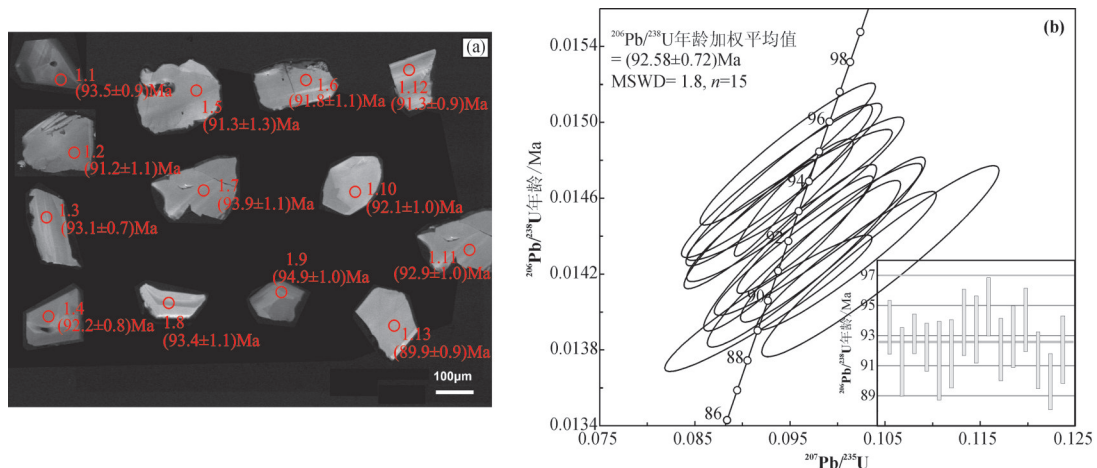 (a)
1.1
(93.5±0.9)Ma
1.5
(91.3±1.3)Ma
1.6
(91.8±1.1)Ma
1.12
(91.3±0.9)Ma
1.2
(91.2±1.1)Ma
1.7
(93.9±1.1)Ma
1.10
(92.1±1.0)Ma
1.3
(93.1±0.7)Ma
1.9
(94.9±1.0)Ma
1.11
(92.9±1.0)Ma
1.4
(92.2±0.8)Ma
1.8
(93.4±1.1)Ma
1.13
(89.9±0.9)Ma
100μm
(b)
²⁰⁶Pb/²³⁸U年龄加权平均值
= (92.58±0.72)Ma
MSWD= 1.8, n=15
²⁰⁶Pb/²³⁸U年龄/Ma
0.0154
0.0150
0.0146
0.0142
0.0138
0.0134
98
96
94
92
90
88
86
²⁰⁶Pb/²³⁸U年龄/Ma
97
95
93
91
89
0.075
0.085
0.095
0.105
0.115
0.125
²⁰⁷Pb/²³⁵U